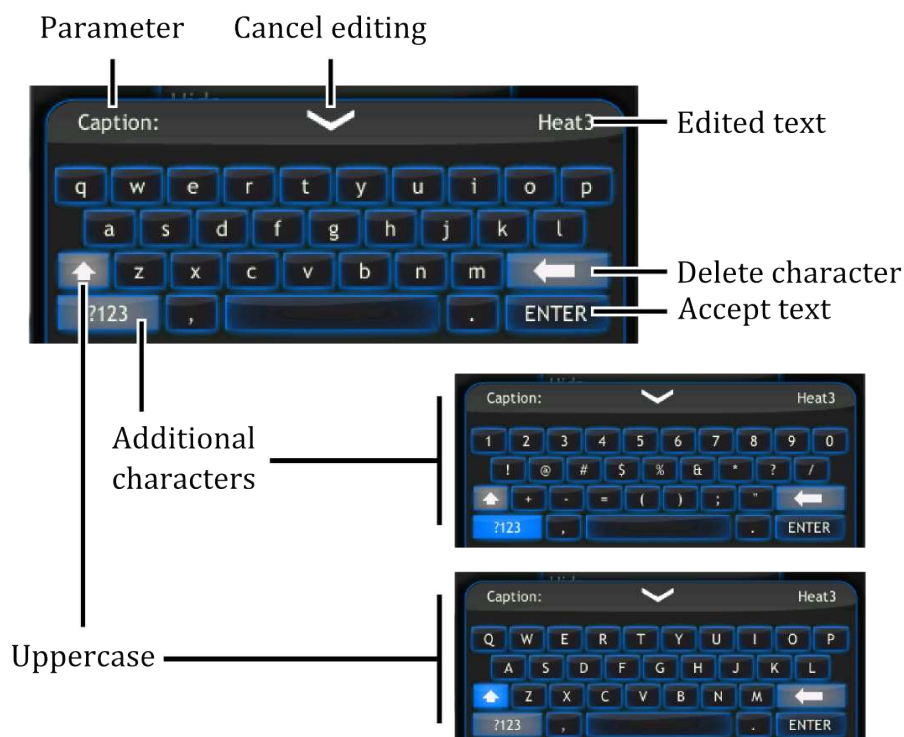 Parameter Cancel editing
Caption: Heat3 Edited text
q w e r t y u i o p
a s d f g h j k l
z x c v b n m Delete character
?123 , . ENTER Accept text
Caption: Heat3
1 2 3 4 5 6 7 8 9 0
! @ # $ % & * ? /
+ - = ( ) ; "
?123 , . ENTER
Additional
characters
Caption: Heat3
Q W E R T Y U I O P
A S D F G H J K L
Z X C V B N M
?123 , . ENTER
Uppercase